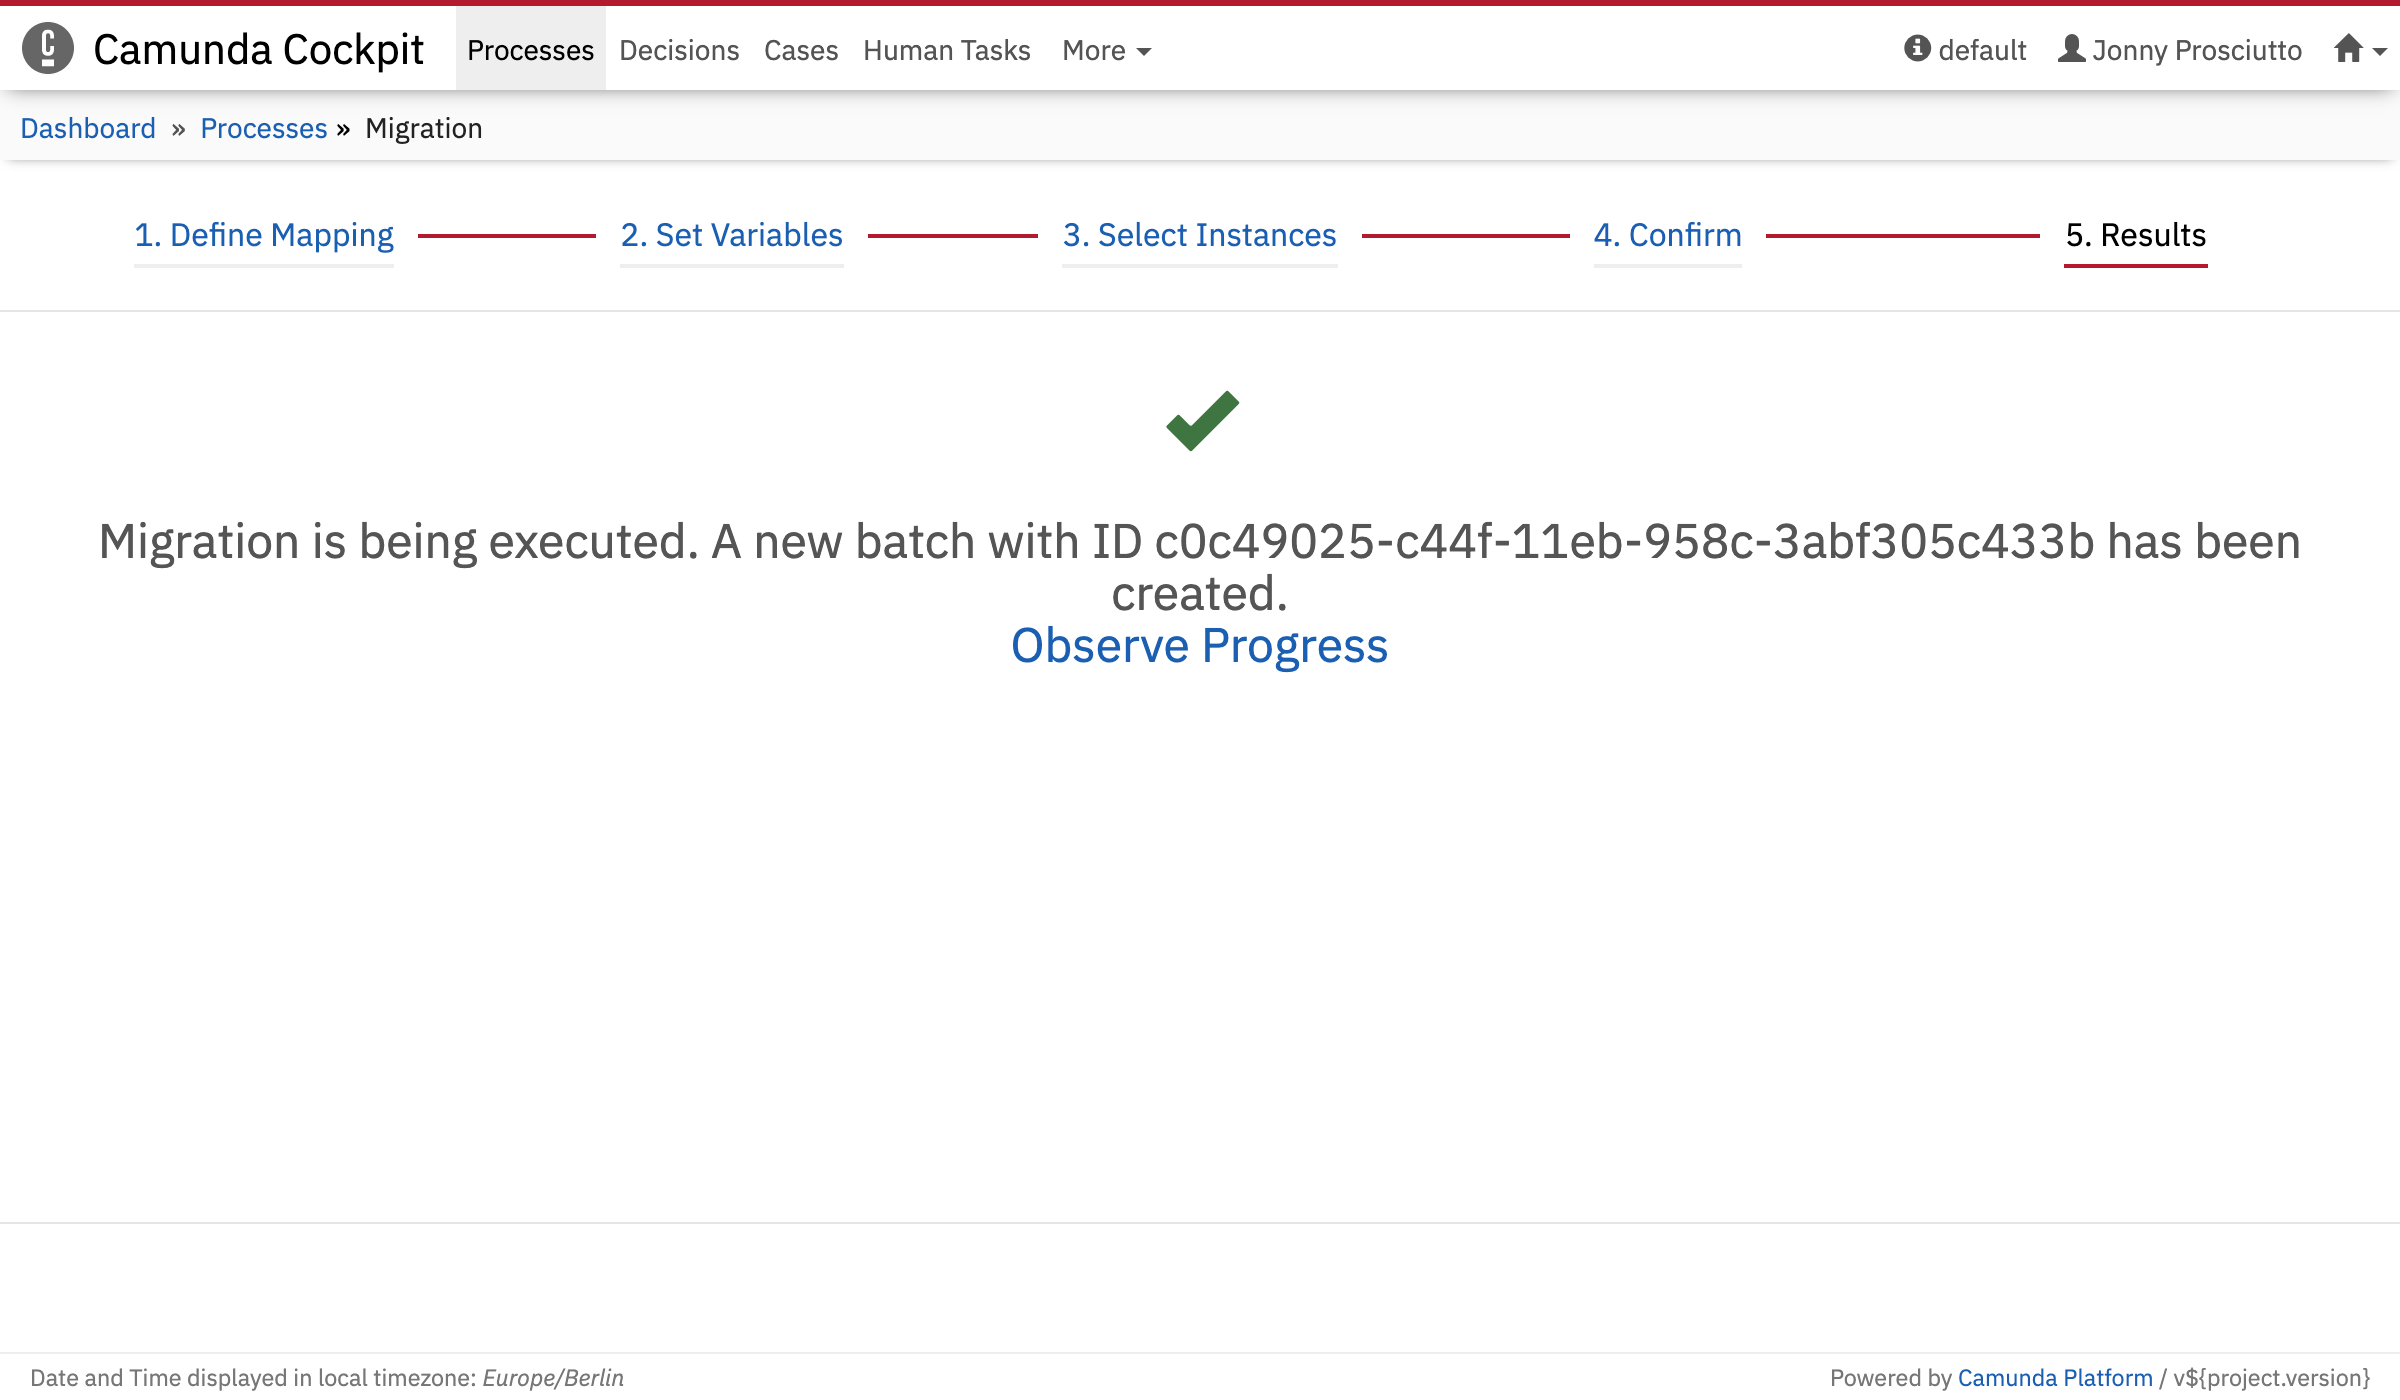 Camunda Cockpit Processes Decisions Cases Human Tasks More default Jonny Prosciutto
Dashboard » Processes » Migration
1. Define Mapping 2. Set Variables 3. Select Instances 4. Confirm 5. Results
Migration is being executed. A new batch with ID c0c49025-c44f-11eb-958c-3abf305c433b has been
created.
Observe Progress
Date and Time displayed in local timezone: Europe/Berlin Powered by Camunda Platform / v${project.version}